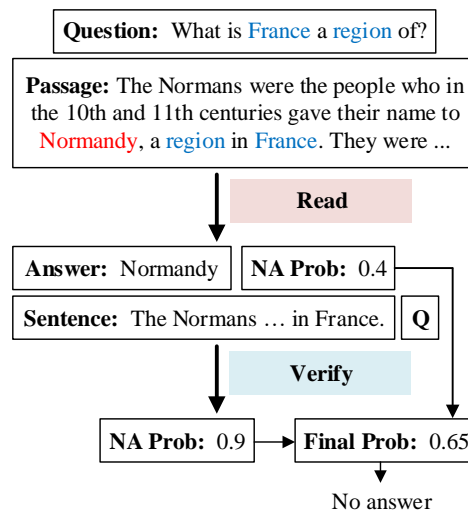 Question: What is France a region of?
Passage: The Normans were the people who in
the 10th and 11th centuries gave their name to
Normandy, a region in France. They were ...
Read
Answer: Normandy NA Prob: 0.4
Sentence: The Normans … in France. Q
Verify
NA Prob: 0.9 Final Prob: 0.65
No answer